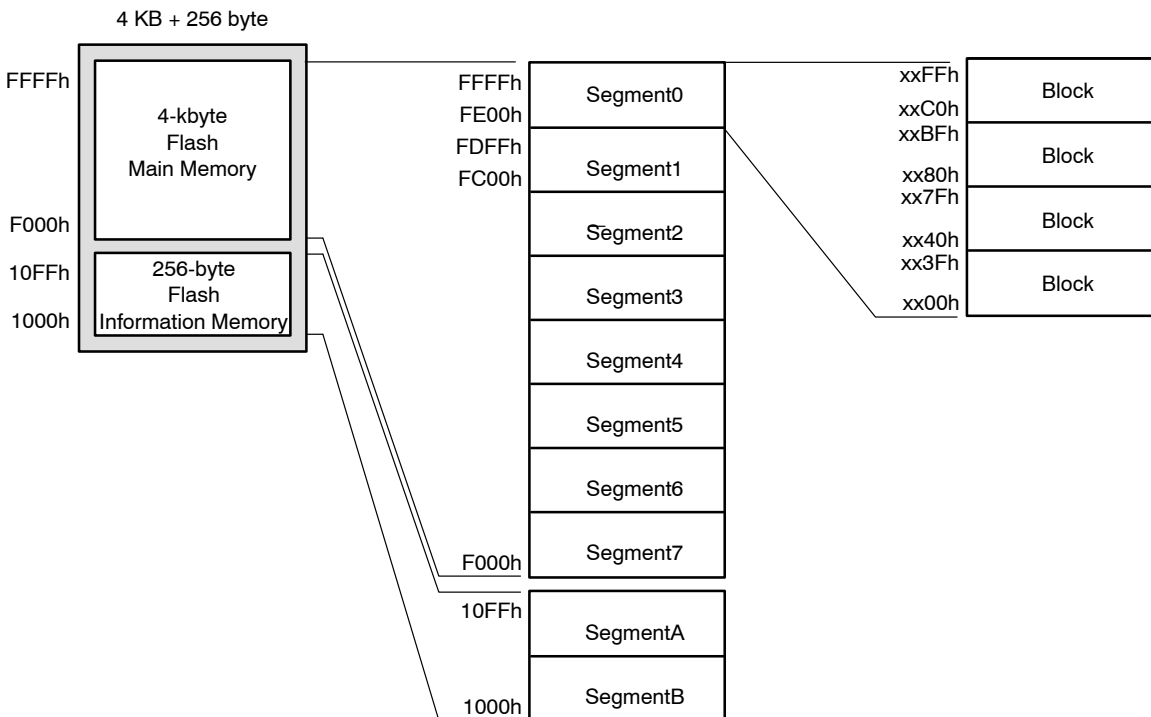 4 KB + 256 byte
FFFFh
4-kbyte
Flash
Main Memory
F000h
10FFh
256-byte
Flash
Information Memory
1000h
FFFFh
FE00h
FDFFh
FC00h
F000h
10FFh
1000h
Segment0
Segment1
Segment2
Segment3
Segment4
Segment5
Segment6
Segment7
SegmentA
SegmentB
xxFFh
xxC0h
xxBFh
xx80h
xx7Fh
xx40h
xx3Fh
xx00h
Block
Block
Block
Block